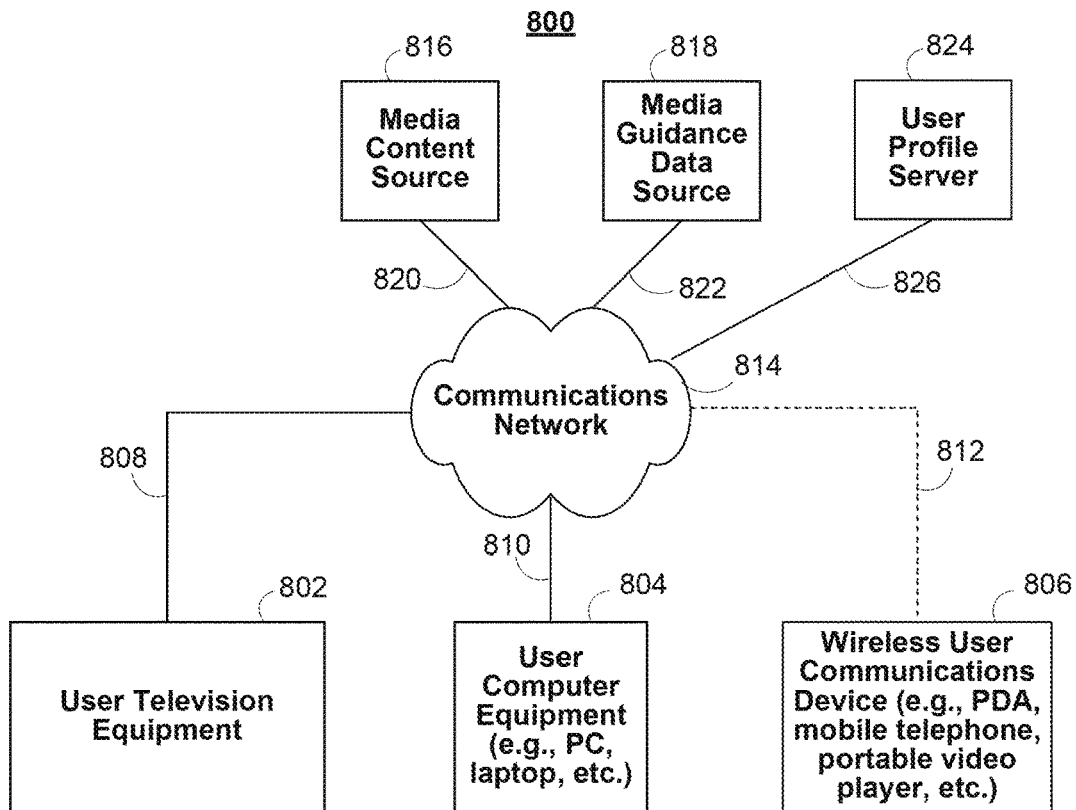 800
816
818
824
Media
Content
Source
Media
Guidance
Data
Source
User
Profile
Server
820
822
826
814
Communications
Network
808
812
810
802
804
806
User Television
Equipment
User
Computer
Equipment
(e.g., PC,
laptop, etc.)
Wireless User
Communications
Device (e.g., PDA,
mobile telephone,
portable video
player, etc.)